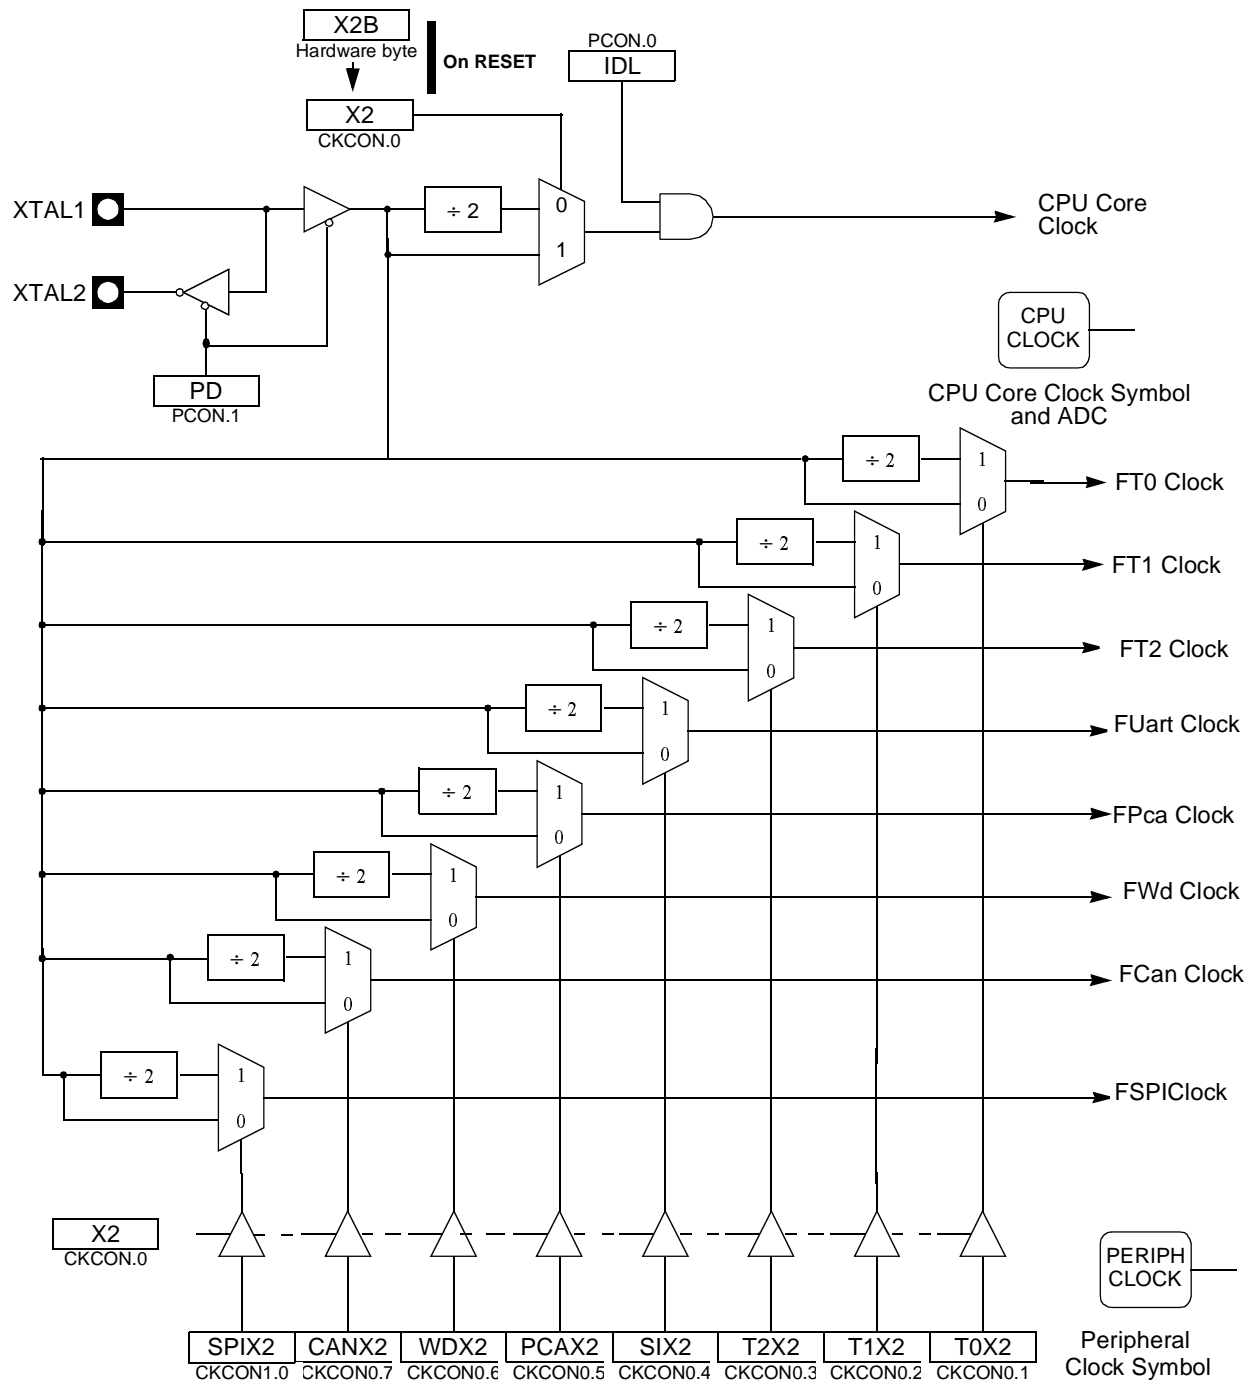 X2B
Hardware byte
On RESET
PCON.0
IDL
X2
CKCON.0
XTAL1
÷ 2
0
1
CPU Core
Clock
XTAL2
PD
PCON.1
CPU
CLOCK
CPU Core Clock Symbol
and ADC
÷ 2
1
0
FT0 Clock
÷ 2
1
0
FT1 Clock
÷ 2
1
0
FT2 Clock
÷ 2
1
0
FUart Clock
÷ 2
1
0
FPca Clock
÷ 2
1
0
FWd Clock
÷ 2
1
0
FCan Clock
÷ 2
1
0
FSPIClock
X2
CKCON.0
PERIPH
CLOCK
Peripheral
Clock Symbol
SPIX2 CANX2 WDX2 PCAX2 SIX2 T2X2 T1X2 T0X2
CKCON1.0 CKCON0.7 CKCON0.6 CKCON0.5 CKCON0.4 CKCON0.3 CKCON0.2 CKCON0.1